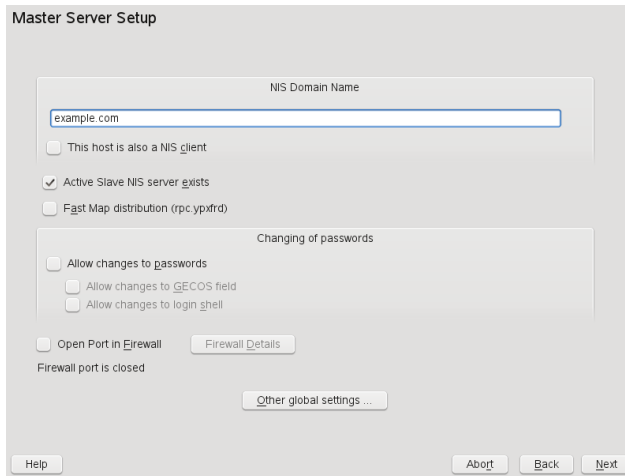 Master Server Setup
NIS Domain Name
example.com
This host is also a NIS client
Active Slave NIS server exists
Fast Map distribution (rpc.ypxfrd)
Changing of passwords
Allow changes to passwords
Allow changes to GECOS field
Allow changes to login shell
Open Port in Firewall Firewall Details
Firewall port is closed
Other global settings ...
Help Abort Back Next